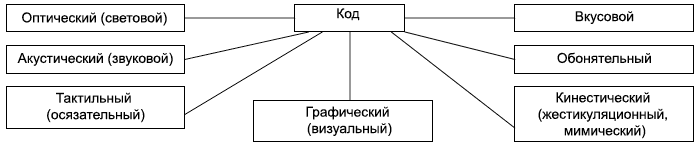 Оптический (световой)
Код
Вкусовой
Акустический (звуковой)
Обонятельный
Тактильный
(осязательный)
Графический
(визуальный)
Кинестический
(жестикуляционный,
мимический)